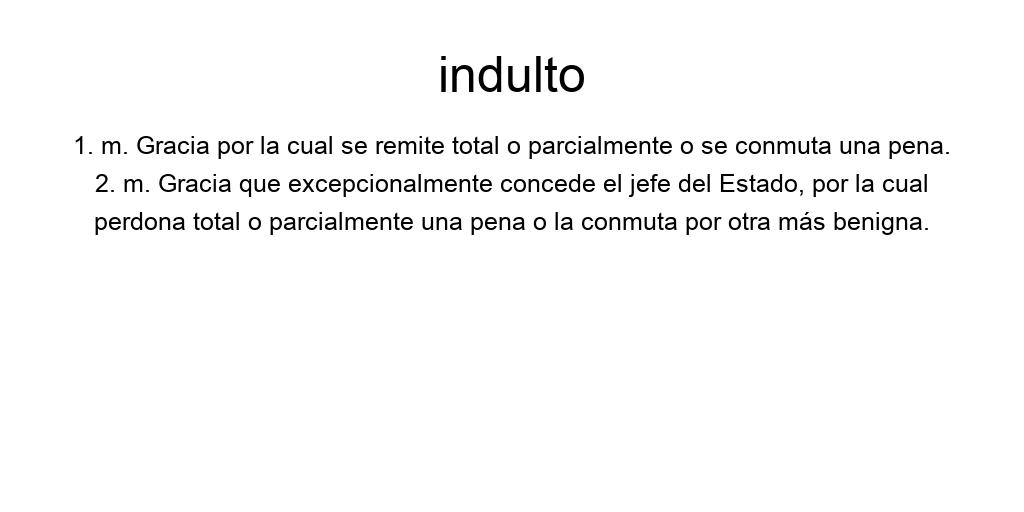 indulto
1. m. Gracia por la cual se remite total o parcialmente o se conmuta una pena.
2. m. Gracia que excepcionalmente concede el jefe del Estado, por la cual
perdona total o parcialmente una pena o la conmuta por otra más benigna.